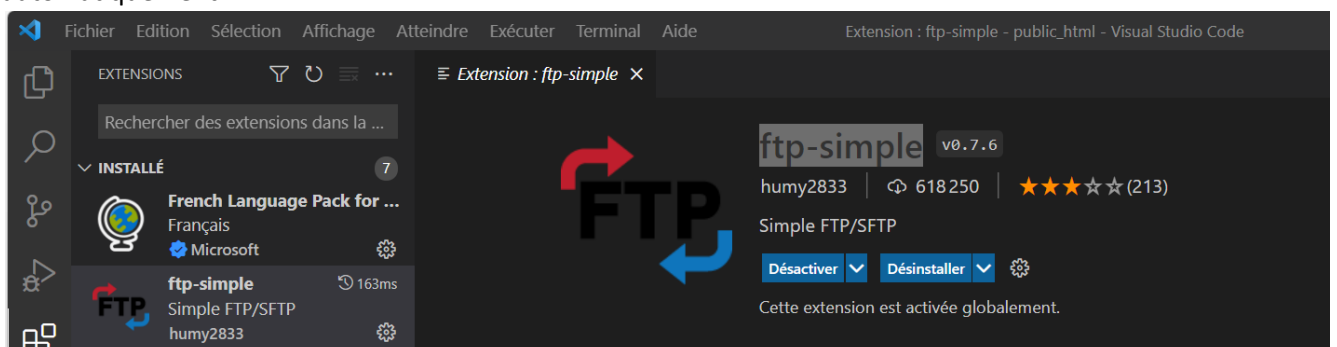 Fichier Edition Sélection Affichage Atteindre Exécuter Terminal Aide Extension : ftp-simple - public_html - Visual Studio Code
EXTENSIONS
Rechercher des extensions dans la ...
INSTALLÉ 7
French Language Pack for ...
Français
Microsoft
FTP
ftp-simple 163ms
Simple FTP/SFTP
humy2833
Extension : ftp-simple
FTP
ftp-simple v0.7.6
humy2833 618 250 (213)
Simple FTP/SFTP
Désactiver Désinstaller
Cette extension est activée globalement.